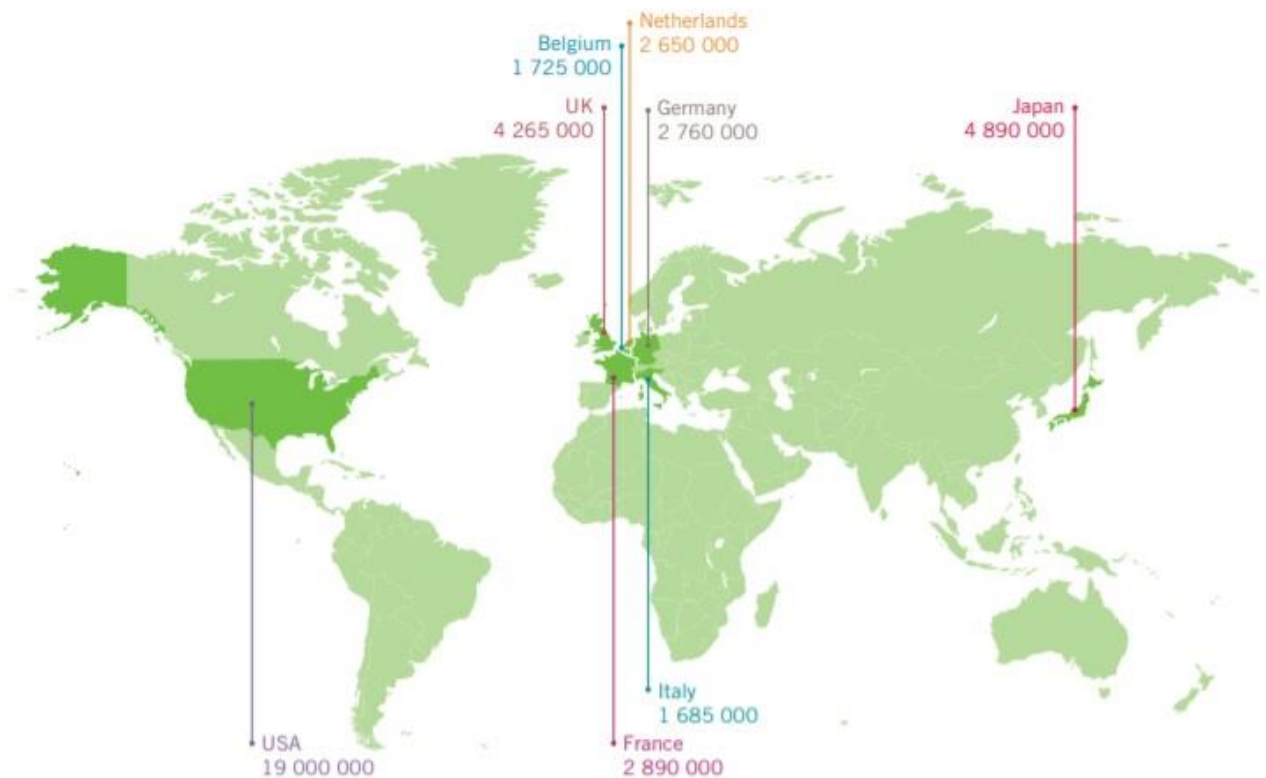 Netherlands
2 650 000
Belgium
1 725 000
UK
4 265 000
Germany
2 760 000
Japan
4 890 000
Italy
1 685 000
USA
19 000 000
France
2 890 000